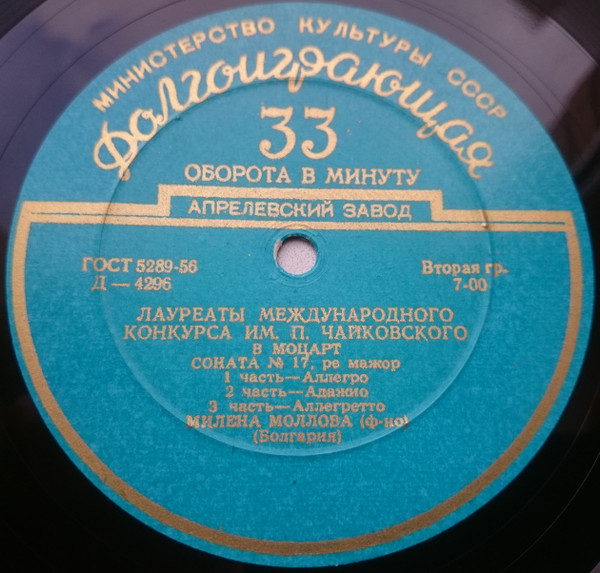 МИНИСТЕРСТВО КУЛЬТУРЫ СССР
Долгоиграющая
33
ОБОРОТА В МИНУТУ
АПРЕЛЕВСКИЙ ЗАВОД
ГОСТ 5289-56
Д — 4296
Вторая гр.
7-00
ЛАУРЕАТЫ МЕЖДУНАРОДНОГО
КОНКУРСА ИМ. П. ЧАЙКОВСКОГО
В МОЦАРТ
СОНАТА № 17, ре мажор
1 часть—Аллегро
2 часть—Адажио
3 часть—Аллегретто
МИЛЕНА МОЛЛОВА (ф-но)
(Болгария)